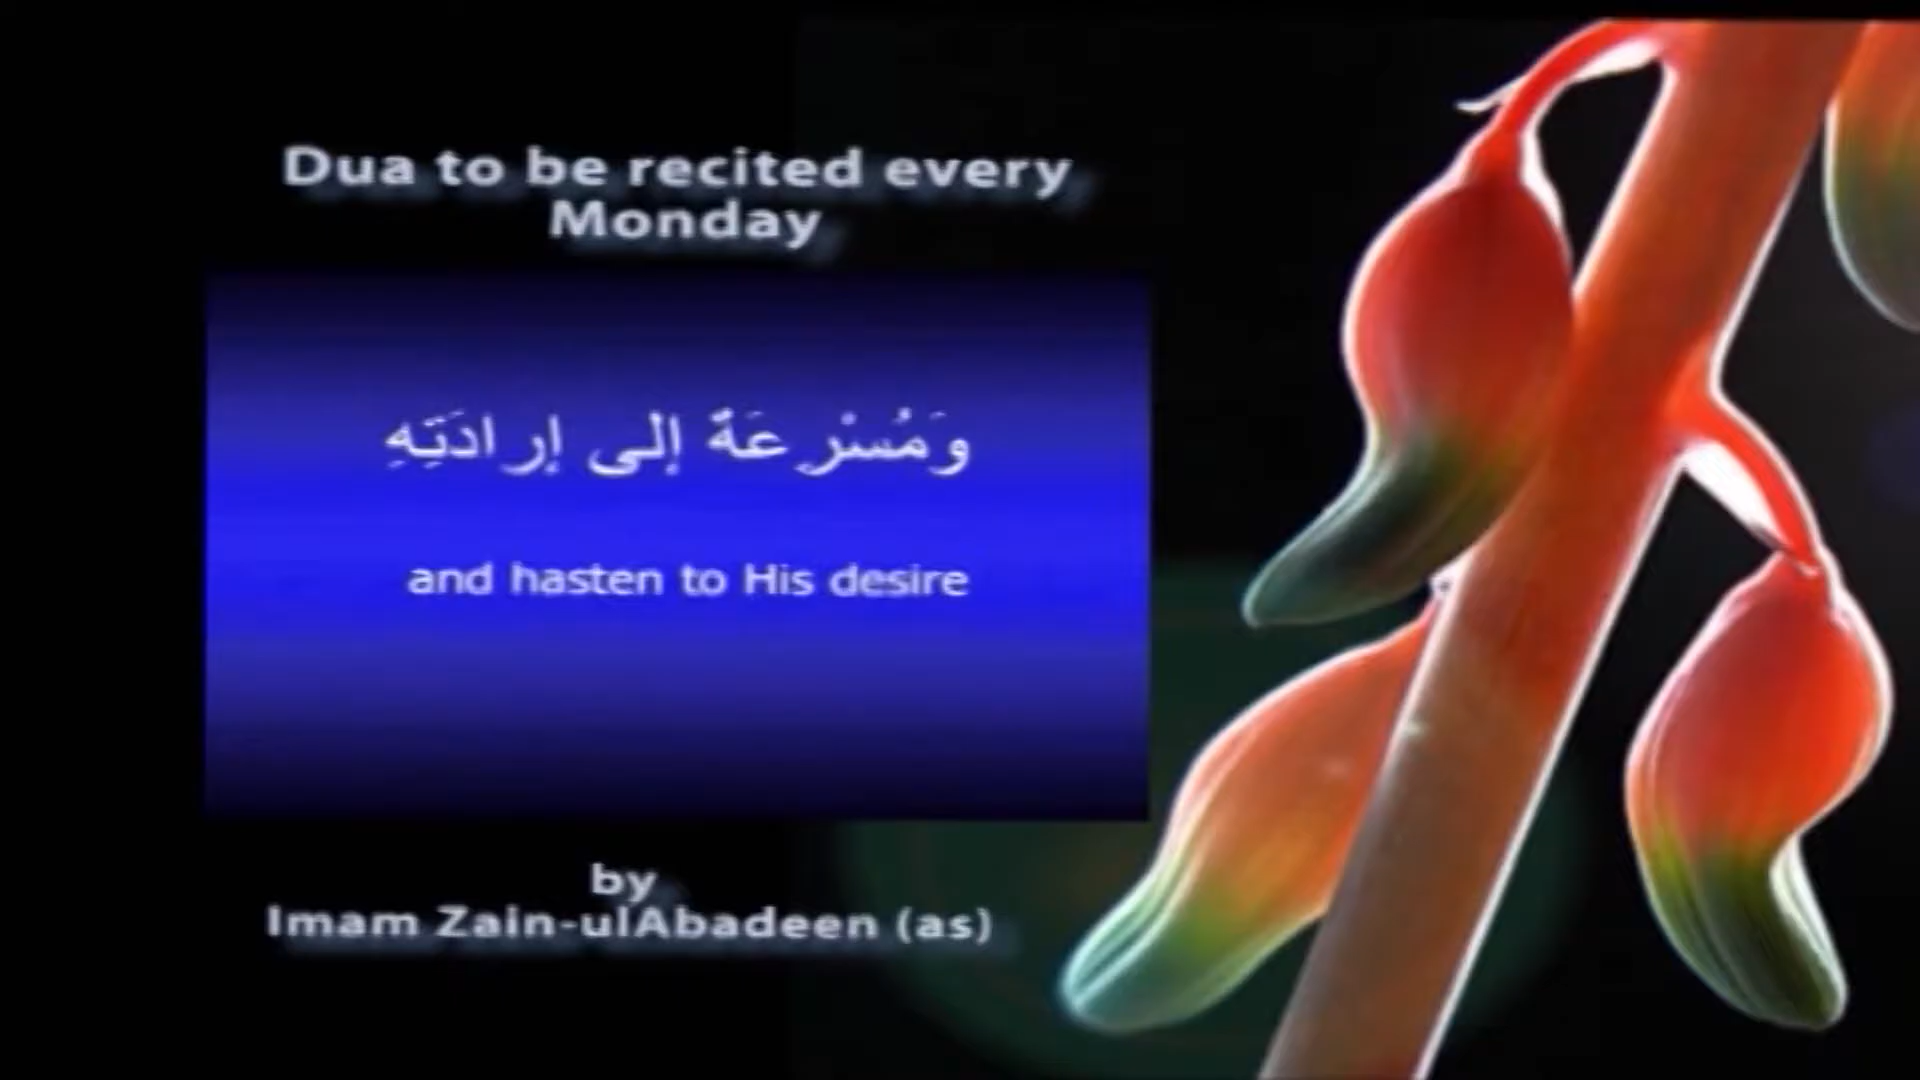 Dua to be recited every
Monday
وَمُسْرِعَةٌ إلى إرادَتِهِ
and hasten to His desire
by
Imam Zain-ulAbadeen (as)